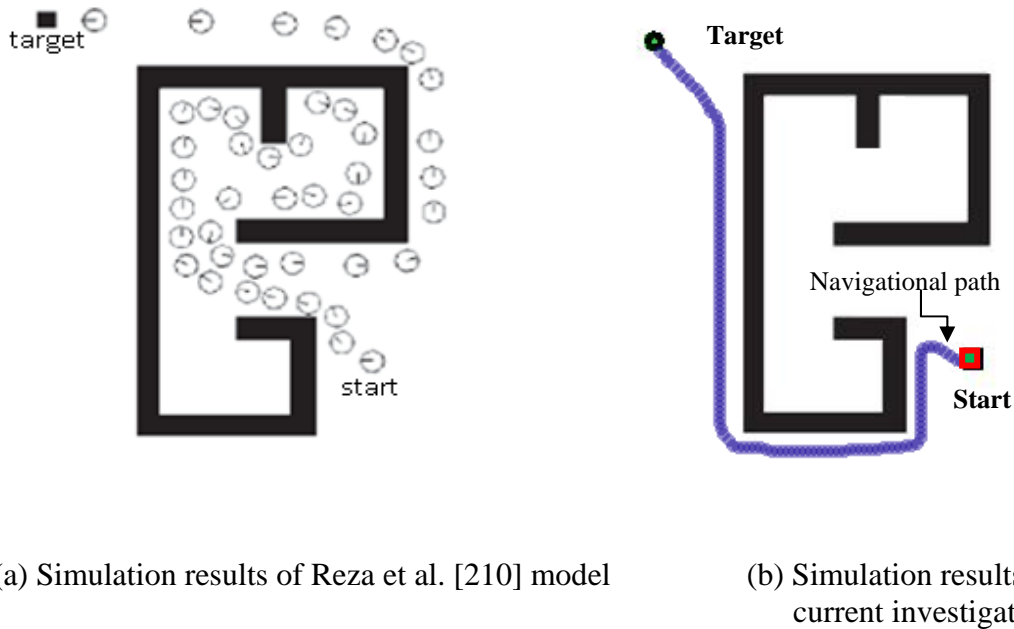 target
start
Target
Navigational path
Start
a) Simulation results of Reza et al. [210] model
(b) Simulation results
current investigat